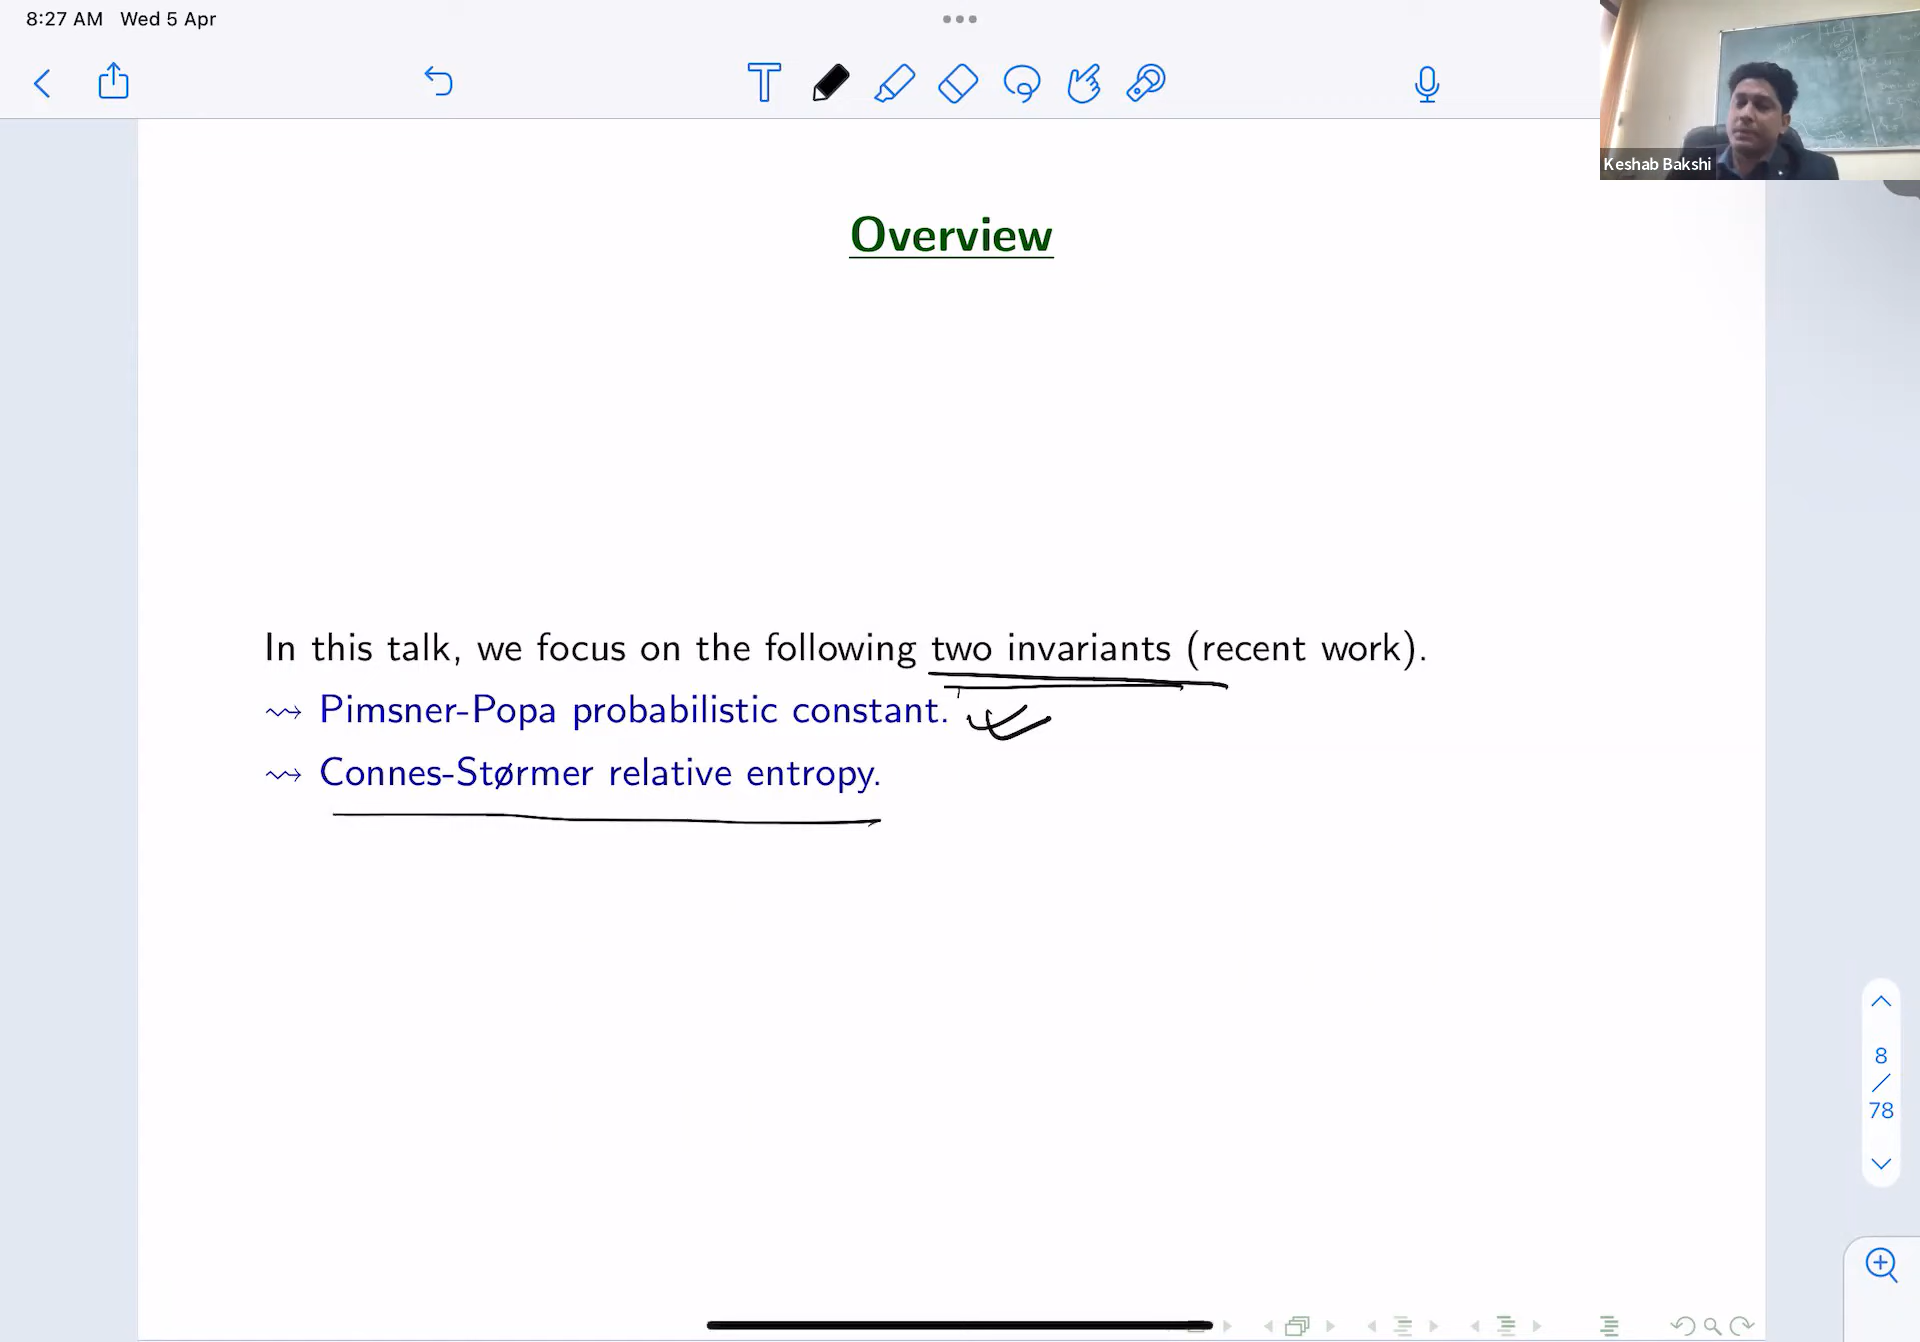 8:27 AM Wed 5 Apr
Keshab Bakshi
Overview
In this talk, we focus on the following two invariants (recent work).
⇝ Pimsner-Popa probabilistic constant.
⇝ Connes-Størmer relative entropy.
8
/
78